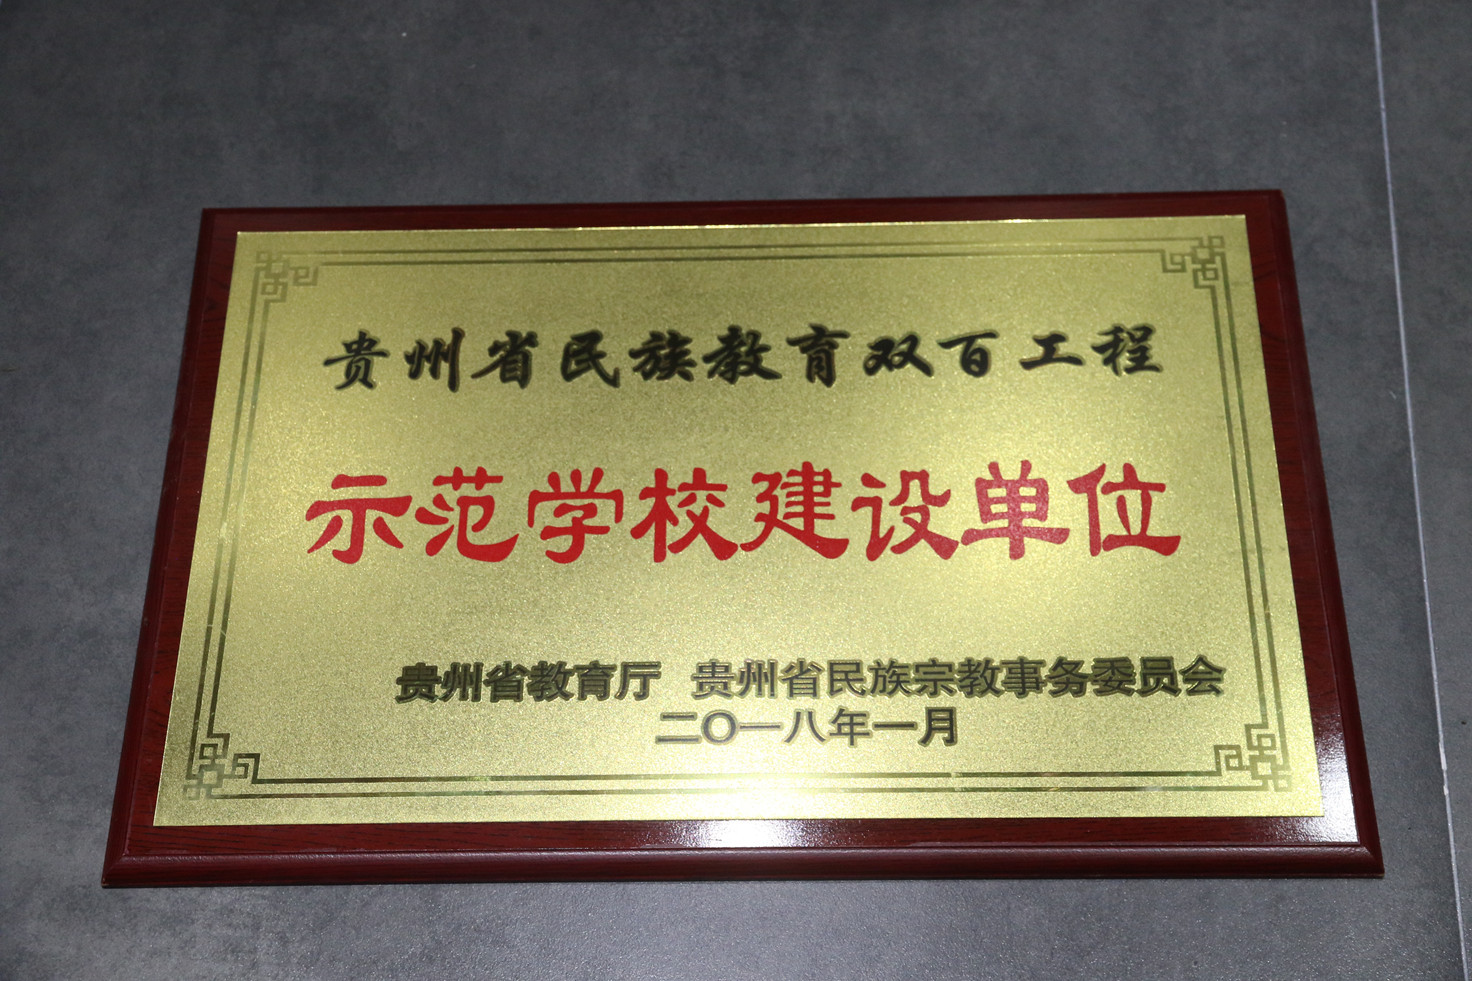 贵州省民族教育双百工程
示范学校建设单位
贵州省教育厅 贵州省民族宗教事务委员会
二〇一八年一月